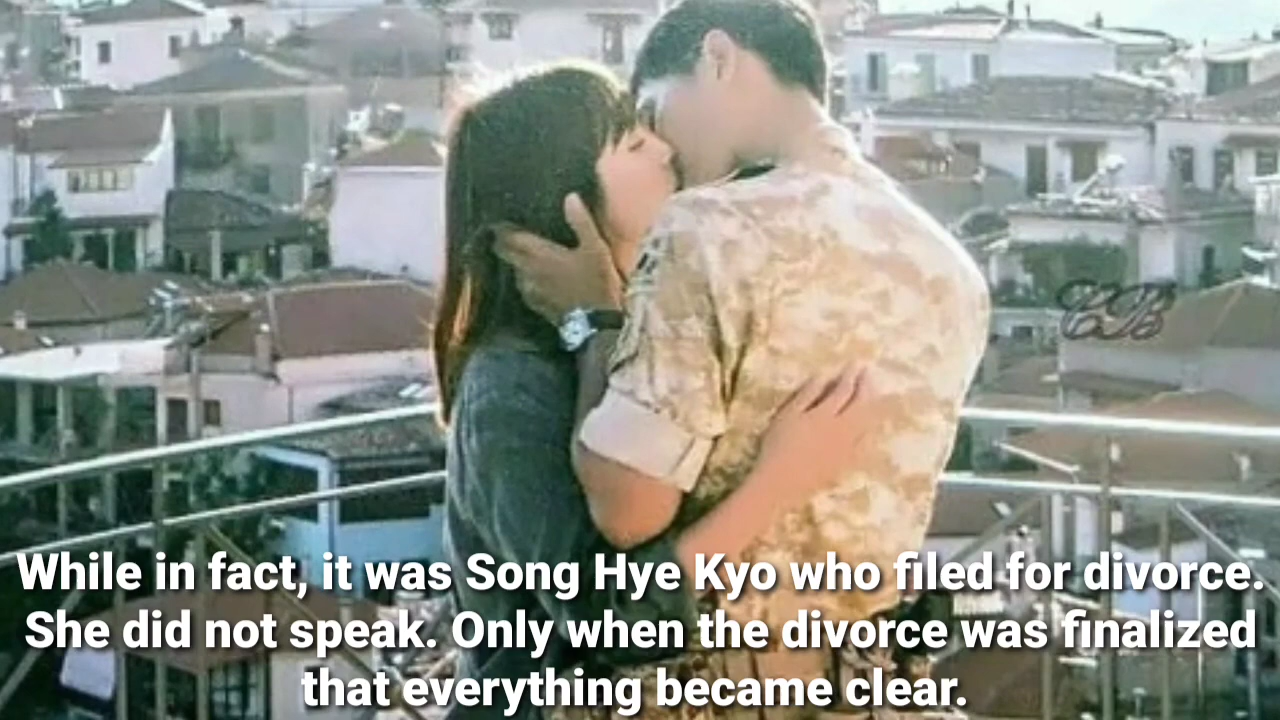 CB
While in fact, it was Song Hye Kyo who filed for divorce.
She did not speak. Only when the divorce was finalized
that everything became clear.